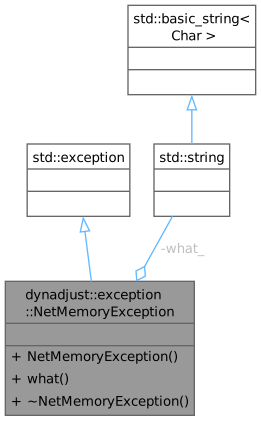 std::basic_string<
Char >
std::exception
std::string
-what_
dynadjust::exception
::NetMemoryException
+ NetMemoryException()
+ what()
+ ~NetMemoryException()